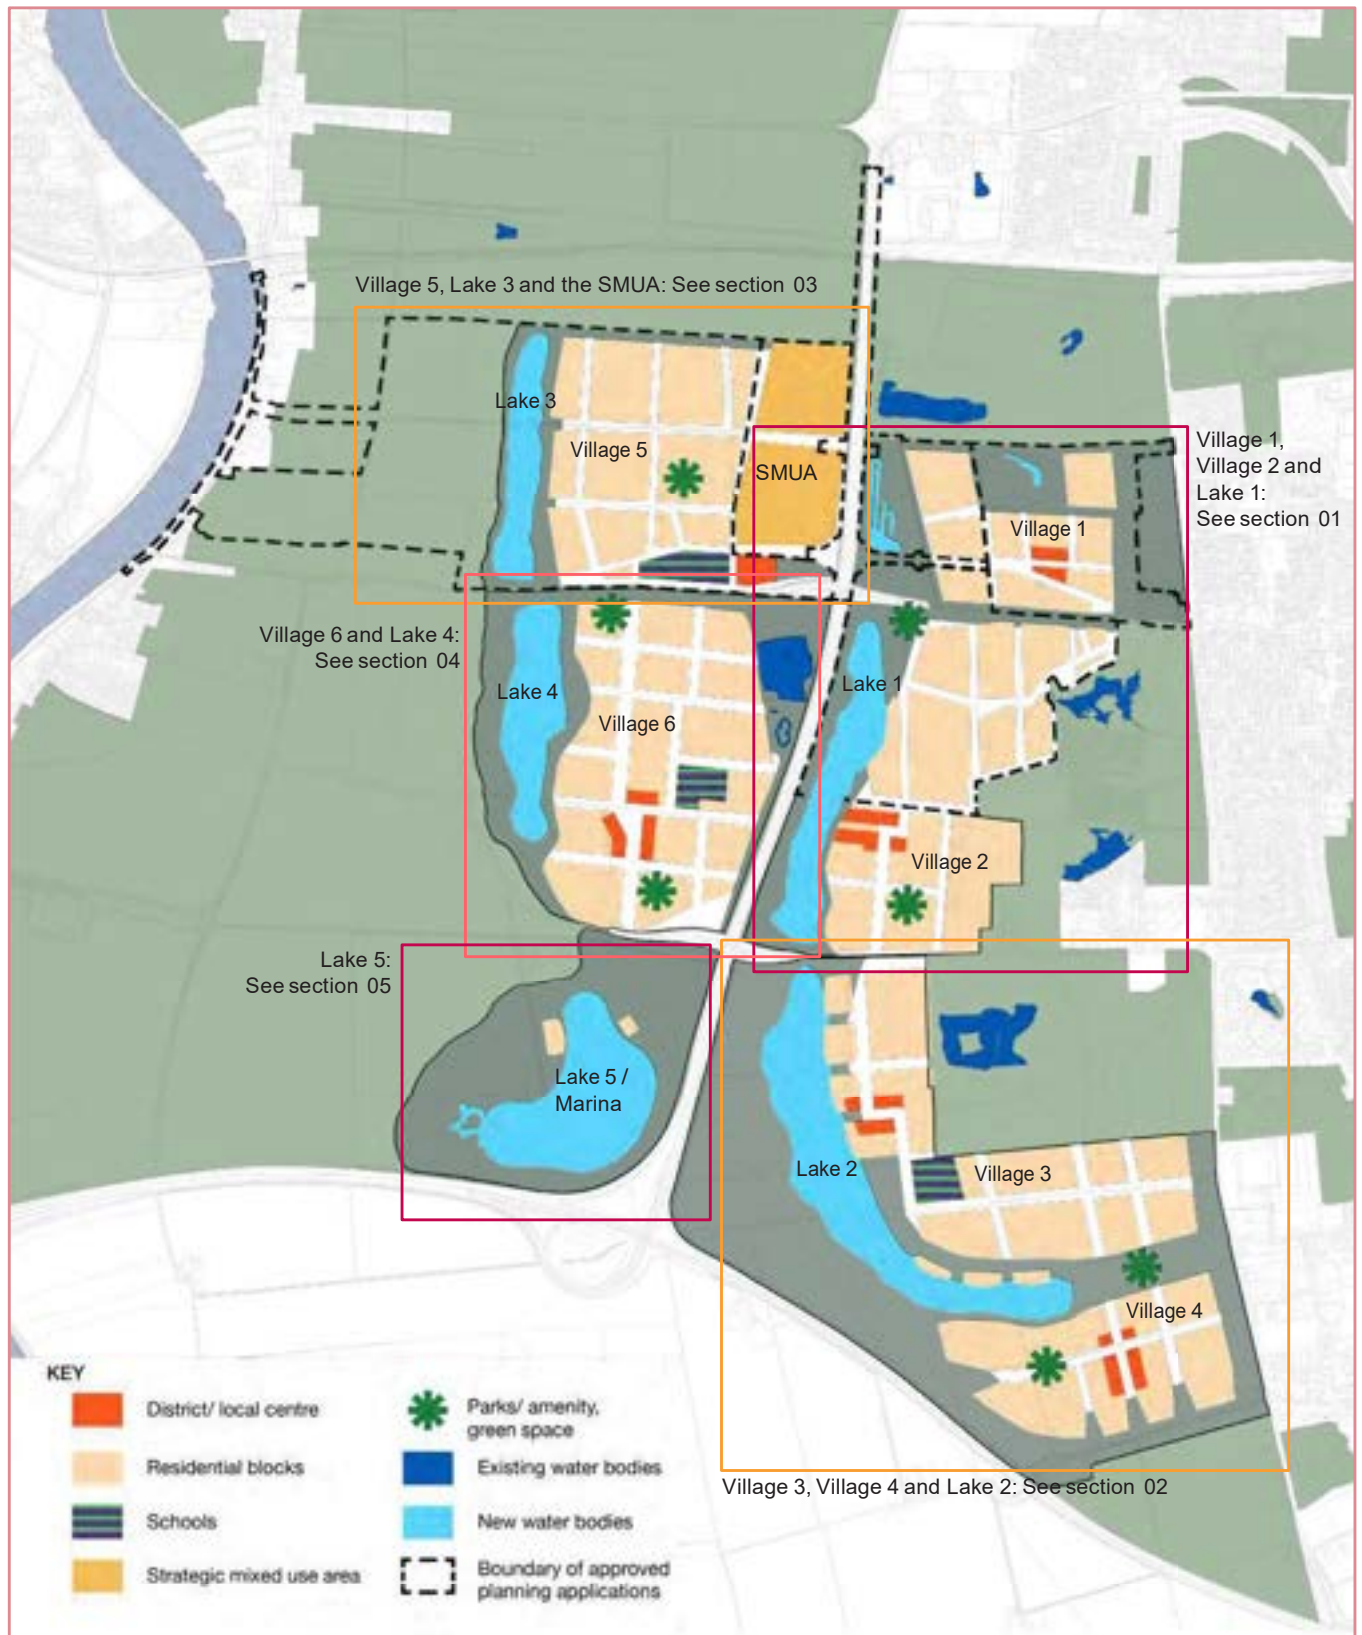 Village 5, Lake 3 and the SMUA: See section 03
Lake 3
Village 5
SMUA
Village 1,
Village 2 and
Lake 1:
See section 01
Village 1
Village 6 and Lake 4:
See section 04
Lake 4
Village 6
Lake 1
Village 2
Lake 5:
See section 05
Lake 5 /
Marina
Lake 2
Village 3
Village 4
Village 3, Village 4 and Lake 2: See section 02
KEY
District/ local centre
Residential blocks
Schools
Strategic mixed use area
Parks/ amenity,
green space
Existing water bodies
New water bodies
Boundary of approved
planning applications